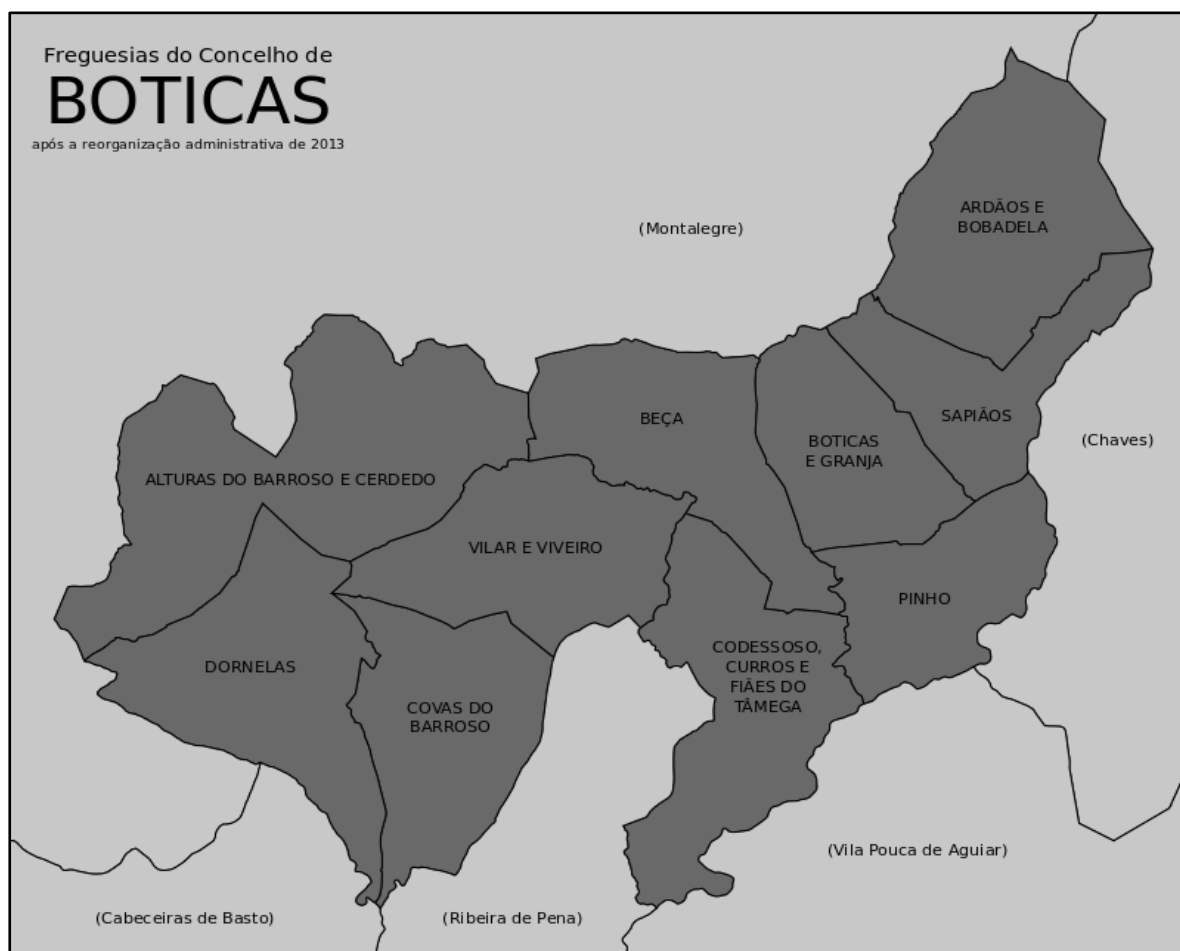 Freguesias do Concelho de
BOTICAS
após a reorganização administrativa de 2013
ARDÃOS E
BOBADELA
(Montalegre)
SAPIÃOS
BEÇA
BOTICAS
E GRANJA
(Chaves)
ALTURAS DO BARROSO E CERDEDO
VILAR E VIVEIRO
PINHO
DORNELAS
CODESSOSO,
CURROS E
FIÃES DO
TÂMEGA
COVAS DO
BARROSO
(Vila Pouca de Aguiar)
(Cabeceiras de Basto)
(Ribeira de Pena)